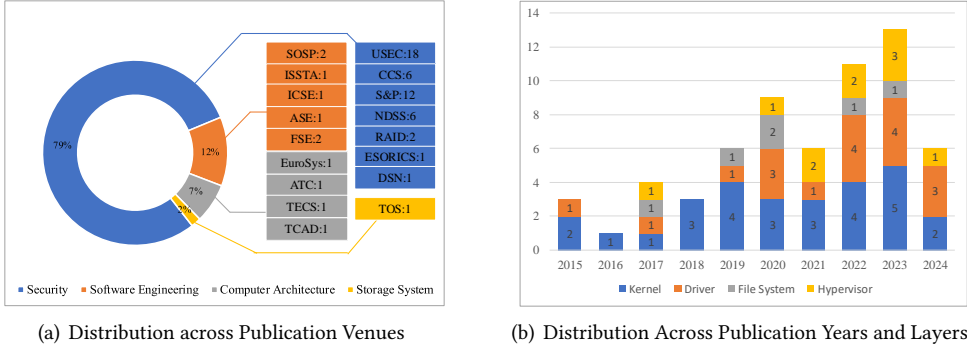 79%
12%
7%
2%
SOSP:2
ISSTA:1
ICSE:1
ASE:1
FSE:2
EuroSys:1
ATC:1
TECS:1
TCAD:1
USEC:18
CCS:6
S&P:12
NDSS:6
RAID:2
ESORICS:1
DSN:1
TOS:1
Security Software Engineering Computer Architecture Storage System
(a) Distribution across Publication Venues
14
12
10
8
6
4
2
0
2 1
1
1 1 1 1
3
4 1 1
3 3 2 1
3 1 2
4 4 1 2
5 4 1 3
2 3 1
2015 2016 2017 2018 2019 2020 2021 2022 2023 2024
Kernel Driver File System Hypervisor
(b) Distribution Across Publication Years and Layers